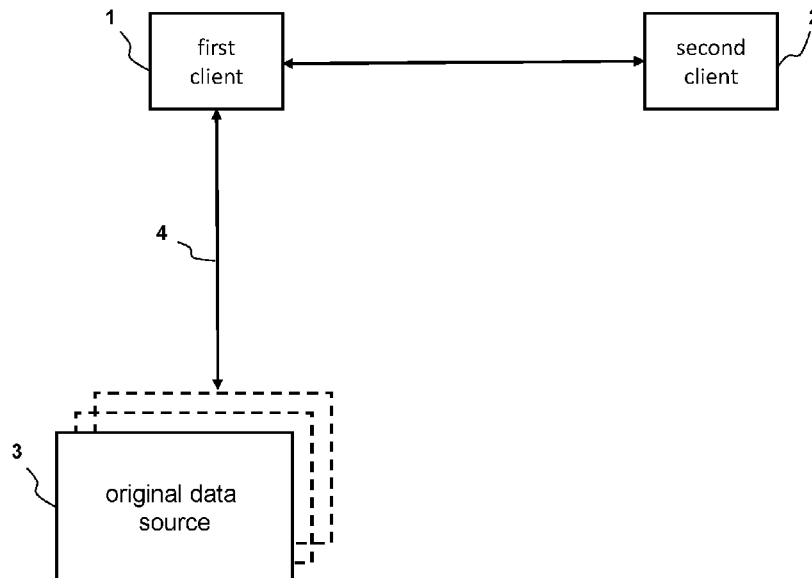 1
first
client
second
client
2
4
3
original data
source